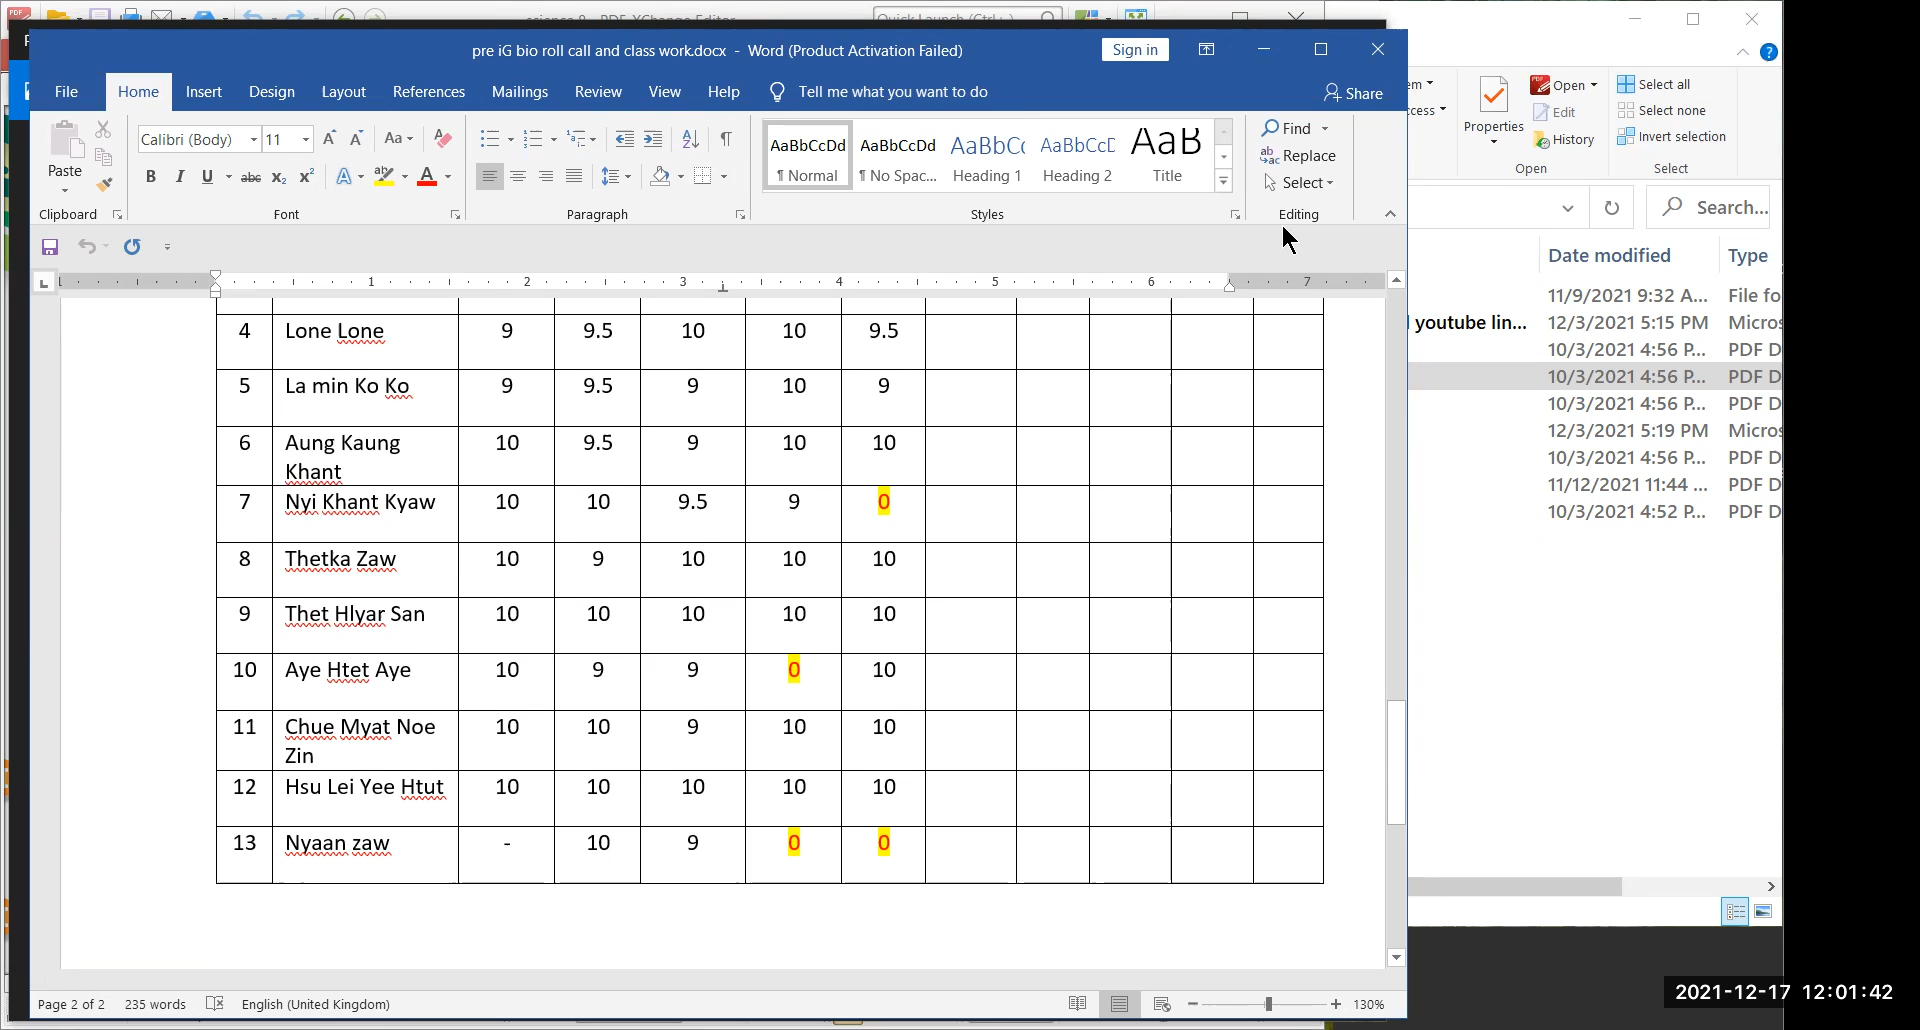 pre iG bio roll call and class work.docx - Word (Product Activation Failed)
Sign in
File Home Insert Design Layout References Mailings Review View Help Tell me what you want to do Share
Paste
Clipboard
Calibri (Body) 11
Font
Paragraph
AaBbCcDd AaBbCcDd AaBbCc AaBbCcD AaB
¶ Normal ¶ No Spac... Heading 1 Heading 2 Title
Styles
Find
Replace
Select
Editing
1 2 3 4 5 6 7
4 Lone Lone 9 9.5 10 10 9.5
5 La min Ko Ko 9 9.5 9 10 9
6 Aung Kaung Khant 10 9.5 9 10 10
7 Nyi Khant Kyaw 10 10 9.5 9 0
8 Thetka Zaw 10 9 10 10 10
9 Thet Hlyar San 10 10 10 10 10
10 Aye Htet Aye 10 9 9 0 10
11 Chue Myat Noe Zin 10 10 9 10 10
12 Hsu Lei Yee Htut 10 10 10 10 10
13 Nyaan zaw - 10 9 0 0
Page 2 of 2 235 words English (United Kingdom) 130%
Properties
Open
Edit
History
Open
Select all
Select none
Invert selection
Select
Search...
Date modified Type
11/9/2021 9:32 A... File fo
youtube lin... 12/3/2021 5:15 PM Micros
10/3/2021 4:56 P... PDF D
10/3/2021 4:56 P... PDF D
10/3/2021 4:56 P... PDF D
12/3/2021 5:19 PM Micros
10/3/2021 4:56 P... PDF D
11/12/2021 11:44 ... PDF D
10/3/2021 4:52 P... PDF D
2021-12-17 12:01:42